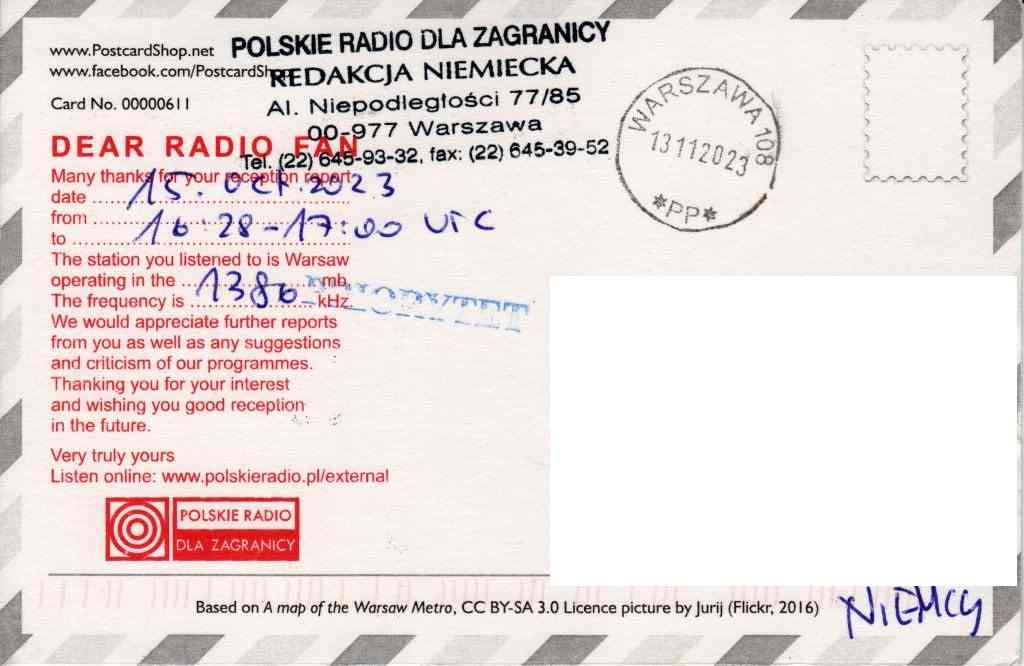 www.PostcardShop.net
www.facebook.com/PostcardSh
Card No. 00000611
POLSKIE RADIO DLA ZAGRANICY
REDAKCJA NIEMIECKA
Al. Niepodległości 77/85
00-977 Warszawa
Tel. (22) 645-93-32, fax: (22) 645-39-52
WARSZAWA 108
13112023
*PP*
DEAR RADIO FAN
Many thanks for your reception report
date 15. Oct. 2023
from 16:28-17:00 UTC
to
The station you listened to is Warsaw
operating in the mb.
The frequency is 1386 kHz.
We would appreciate further reports
from you as well as any suggestions
and criticism of our programmes.
Thanking you for your interest
and wishing you good reception
in the future.
Very truly yours
Listen online: www.polskieradio.pl/external
POLSKIE RADIO
DLA ZAGRANICY
Based on A map of the Warsaw Metro, CC BY-SA 3.0 Licence picture by Jurij (Flickr, 2016)
NIEMCY